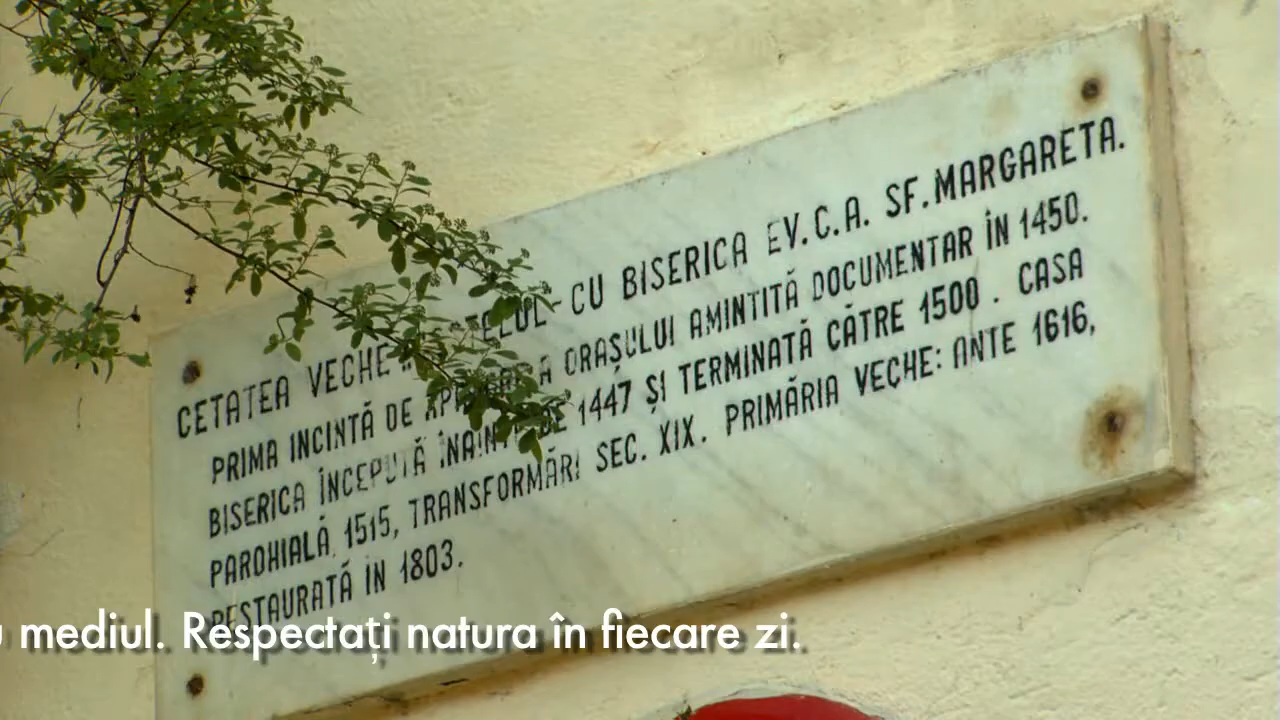 CETATEA VECHE CU BISERICA EV.C.A. SF.MARGARETA.
PRIMA INCINTĂ DE ORAȘULUI AMINTITĂ DOCUMENTAR ÎN 1450.
BISERICA ÎNCEPUTĂ ÎNAINTE DE 1447 ȘI TERMINATĂ CĂTRE 1500 . CASA
PAROHIALĂ 1515, TRANSFORMĂRI SEC. XIX. PRIMĂRIA VECHE: ANTE 1616,
RESTAURATĂ ÎN 1803.
mediul. Respectați natura în fiecare zi.